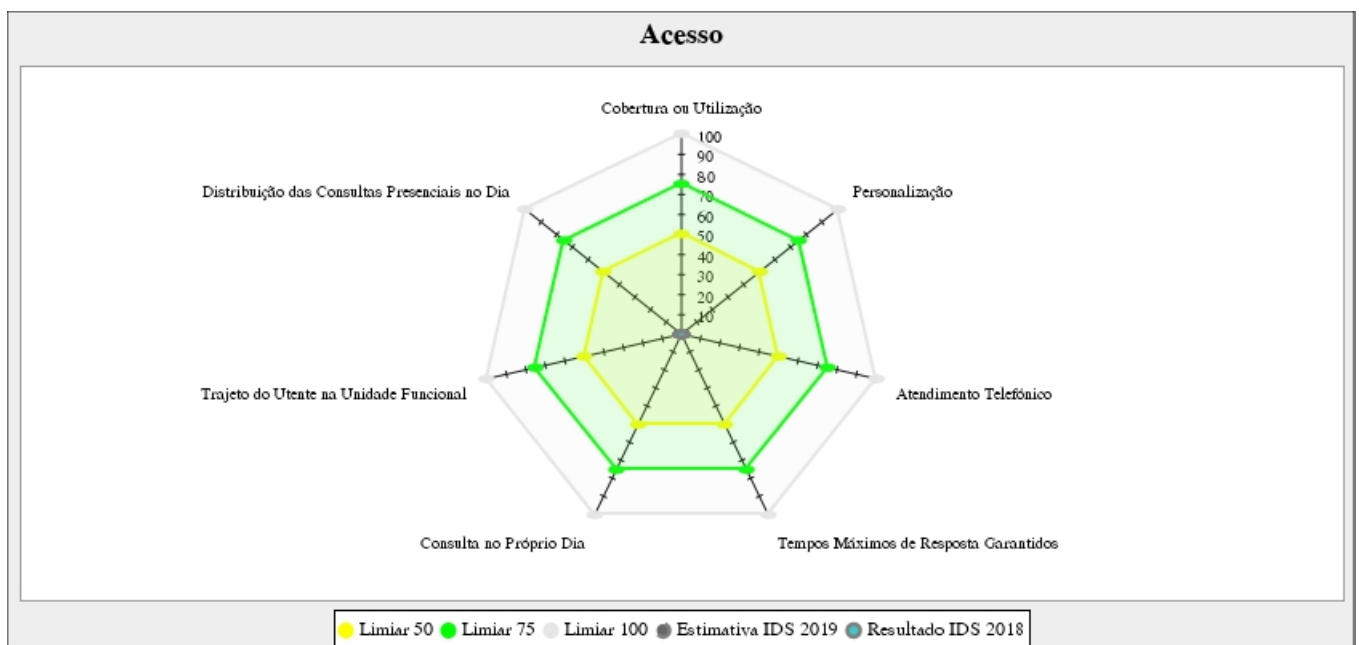 Acesso
Cobertura ou Utilização
100
90
80
70
60
50
40
30
20
10
Distribuição das Consultas Presenciais no Dia
Personalização
Trajeto do Utente na Unidade Funcional
Atendimento Telefónico
Consulta no Próprio Dia
Tempos Máximos de Resposta Garantidos
Limiar 50 Limiar 75 Limiar 100 Estimativa IDS 2019 Resultado IDS 2018